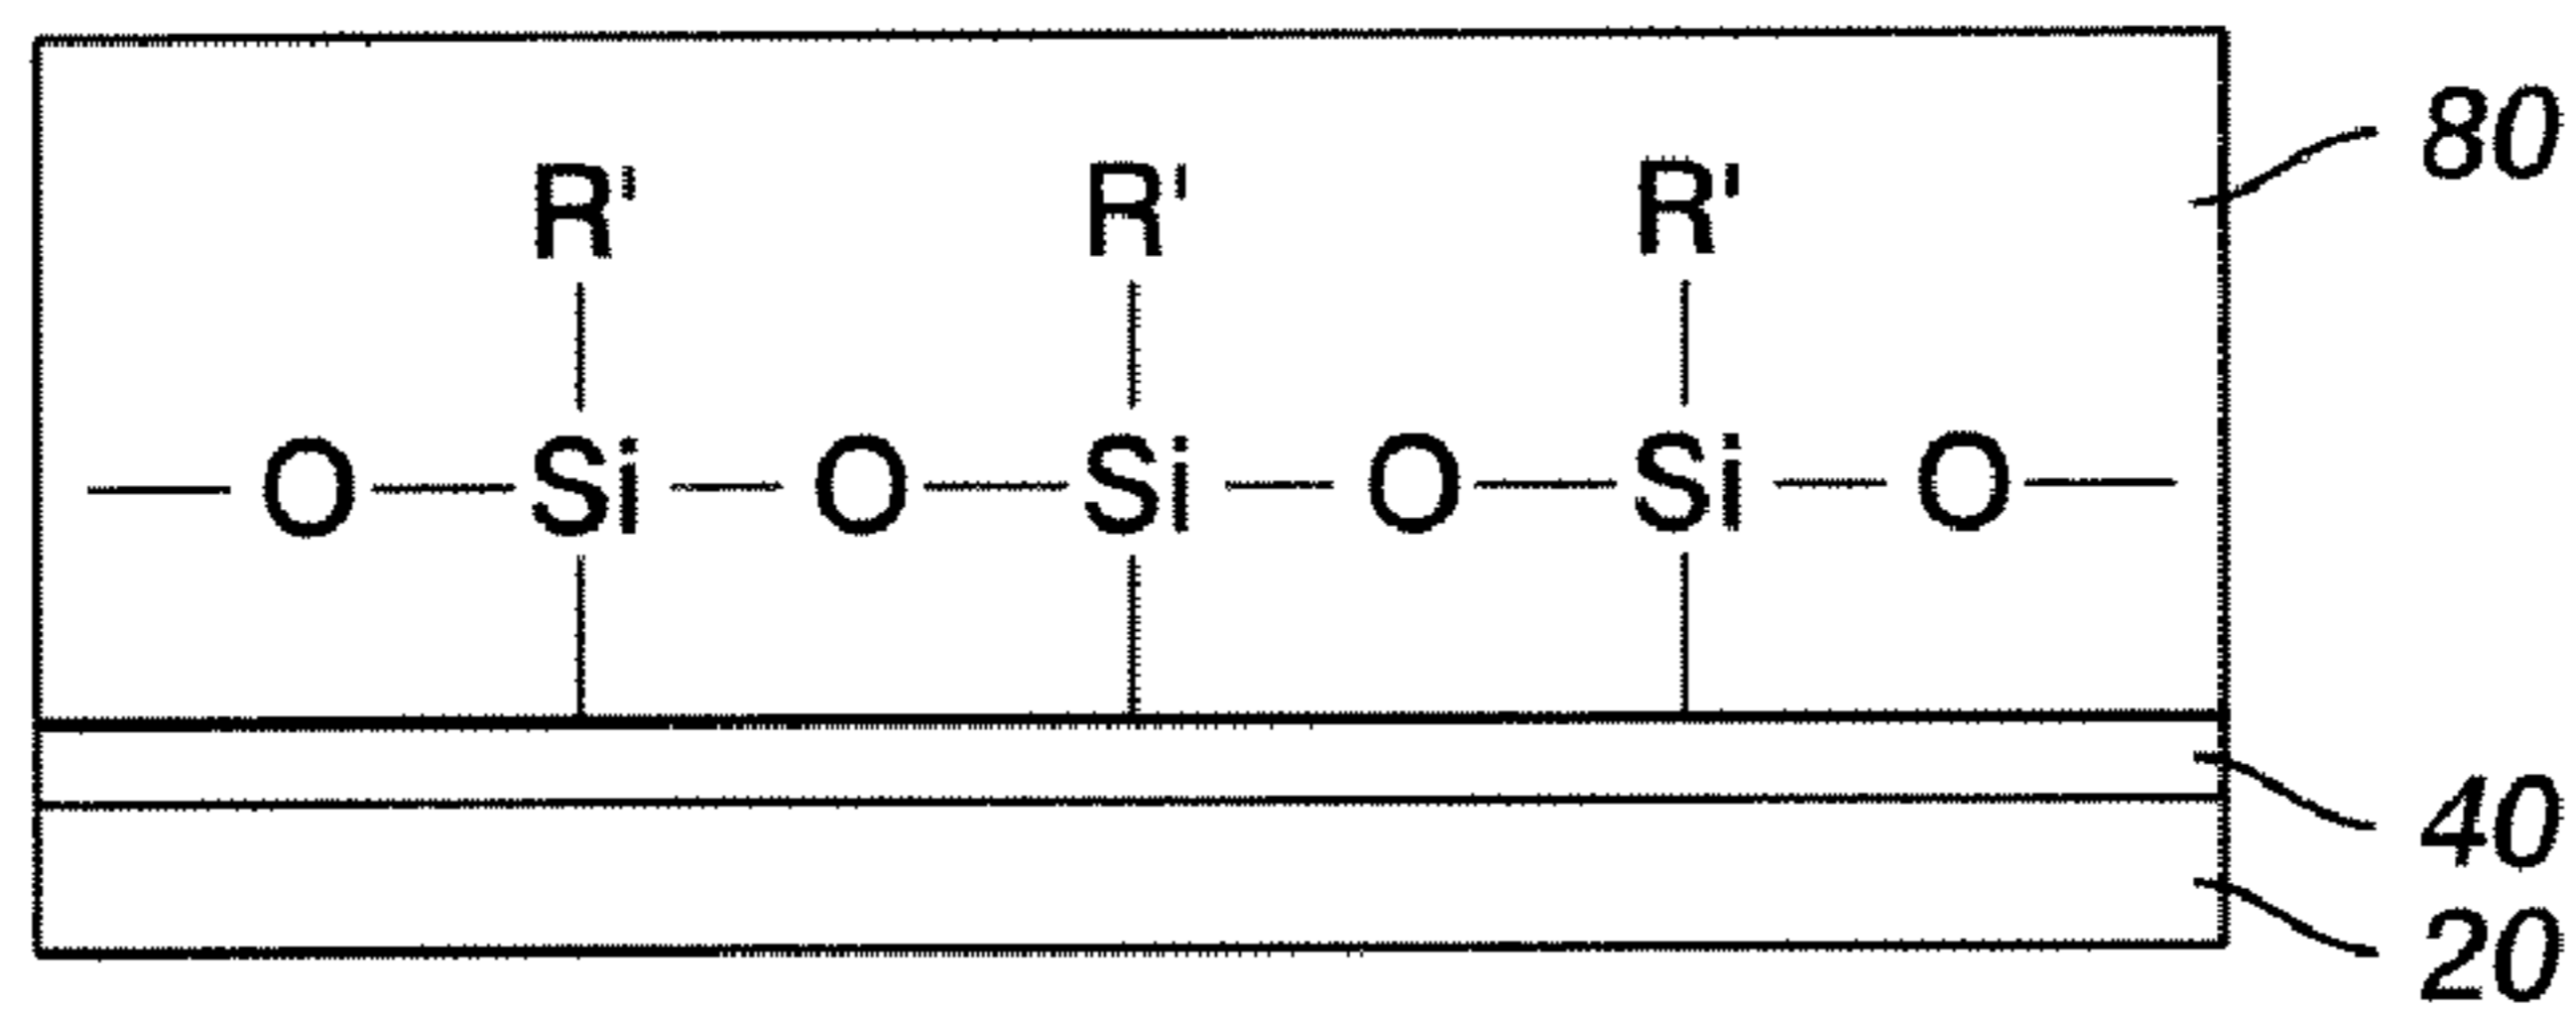 80
R' R' R'
— O — Si — O — Si — O — Si — O —
40
20